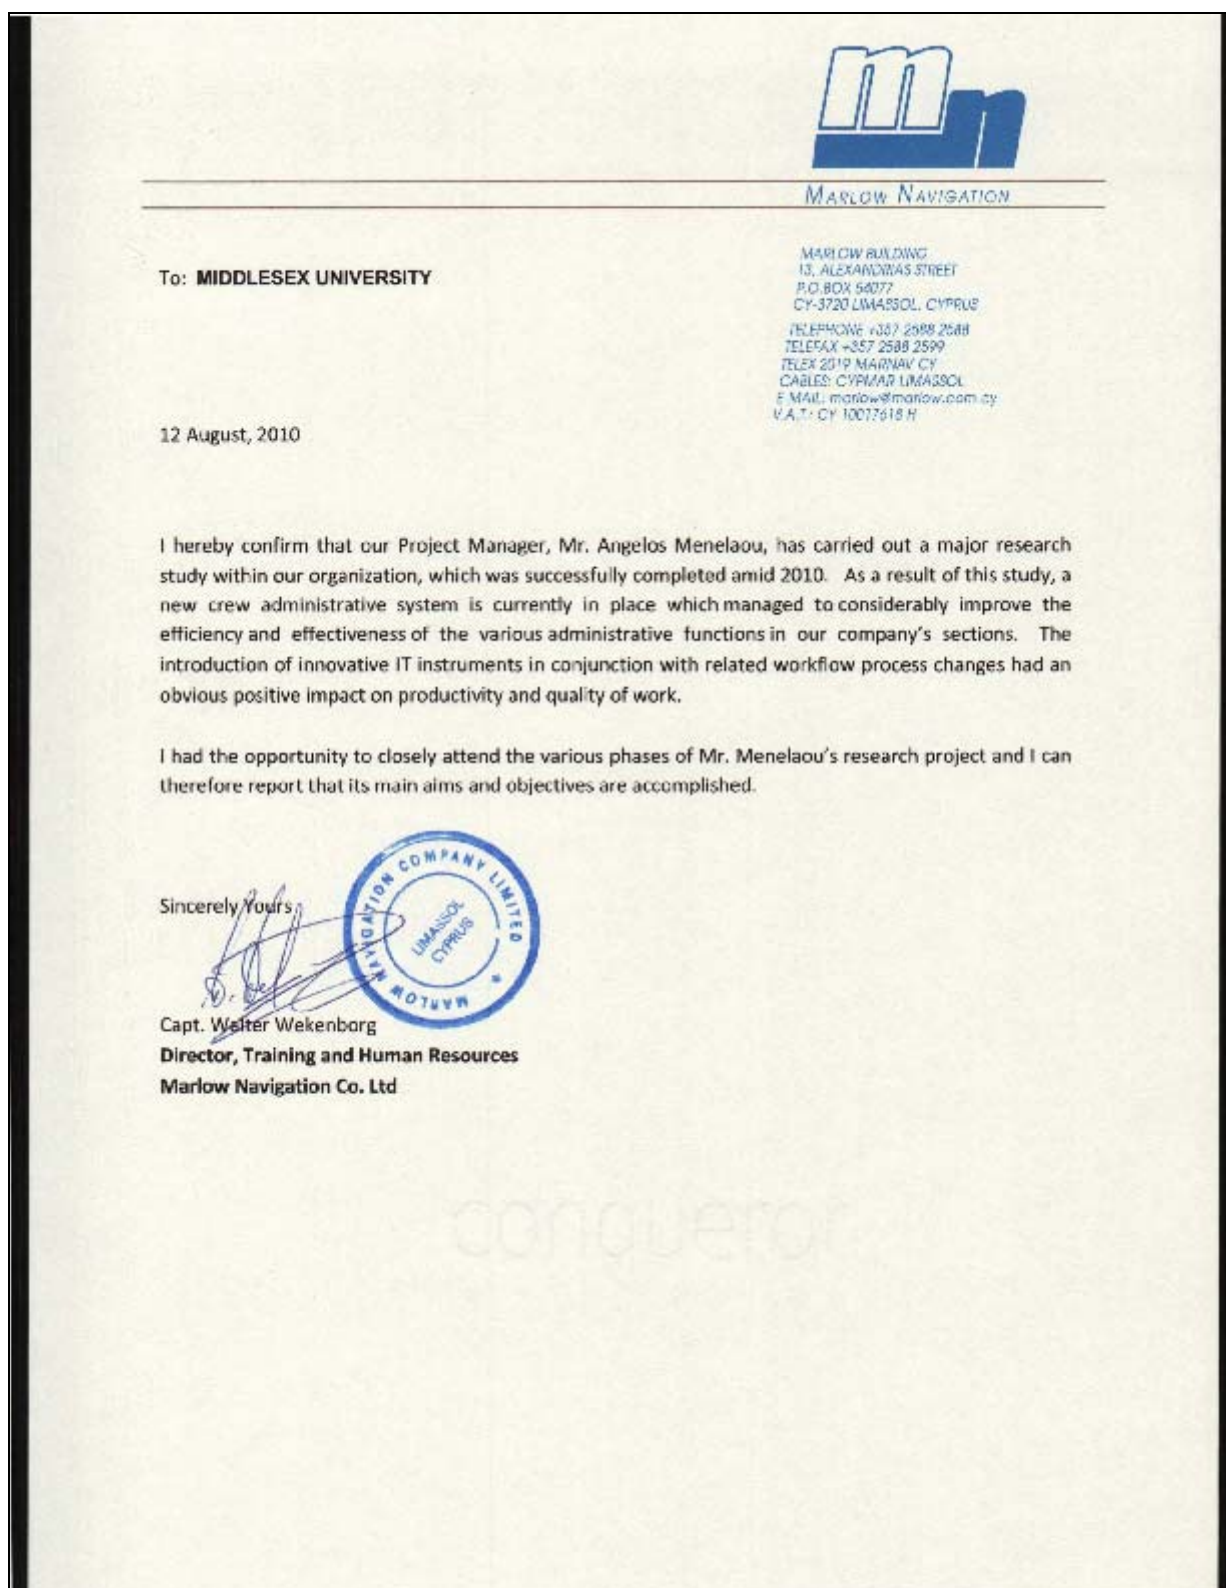 mn
MARLOW NAVIGATION
To: MIDDLESEX UNIVERSITY
MARLOW BUILDING
13, ALEXANDRIAS STREET
P.O.BOX 54077
CY-3720 LIMASSOL, CYPRUS
TELEPHONE +357 2588 2588
TELEFAX +357 2588 2599
TELEX 2019 MARNAV CY
CABLES: CYPMAR LIMASSOL
E MAIL: marlow@marlow.com.cy
V.A.T.: CY 10017618 H
12 August, 2010
I hereby confirm that our Project Manager, Mr. Angelos Menelaou, has carried out a major research
study within our organization, which was successfully completed amid 2010. As a result of this study, a
new crew administrative system is currently in place which managed to considerably improve the
efficiency and effectiveness of the various administrative functions in our company's sections. The
introduction of innovative IT instruments in conjunction with related workflow process changes had an
obvious positive impact on productivity and quality of work.
I had the opportunity to closely attend the various phases of Mr. Menelaou's research project and I can
therefore report that its main aims and objectives are accomplished.
Sincerely Yours,
MARLOW NAVIGATION COMPANY LIMITED *
LIMASSOL
CYPRUS
Capt. Walter Wekenborg
Director, Training and Human Resources
Marlow Navigation Co. Ltd
conqueror